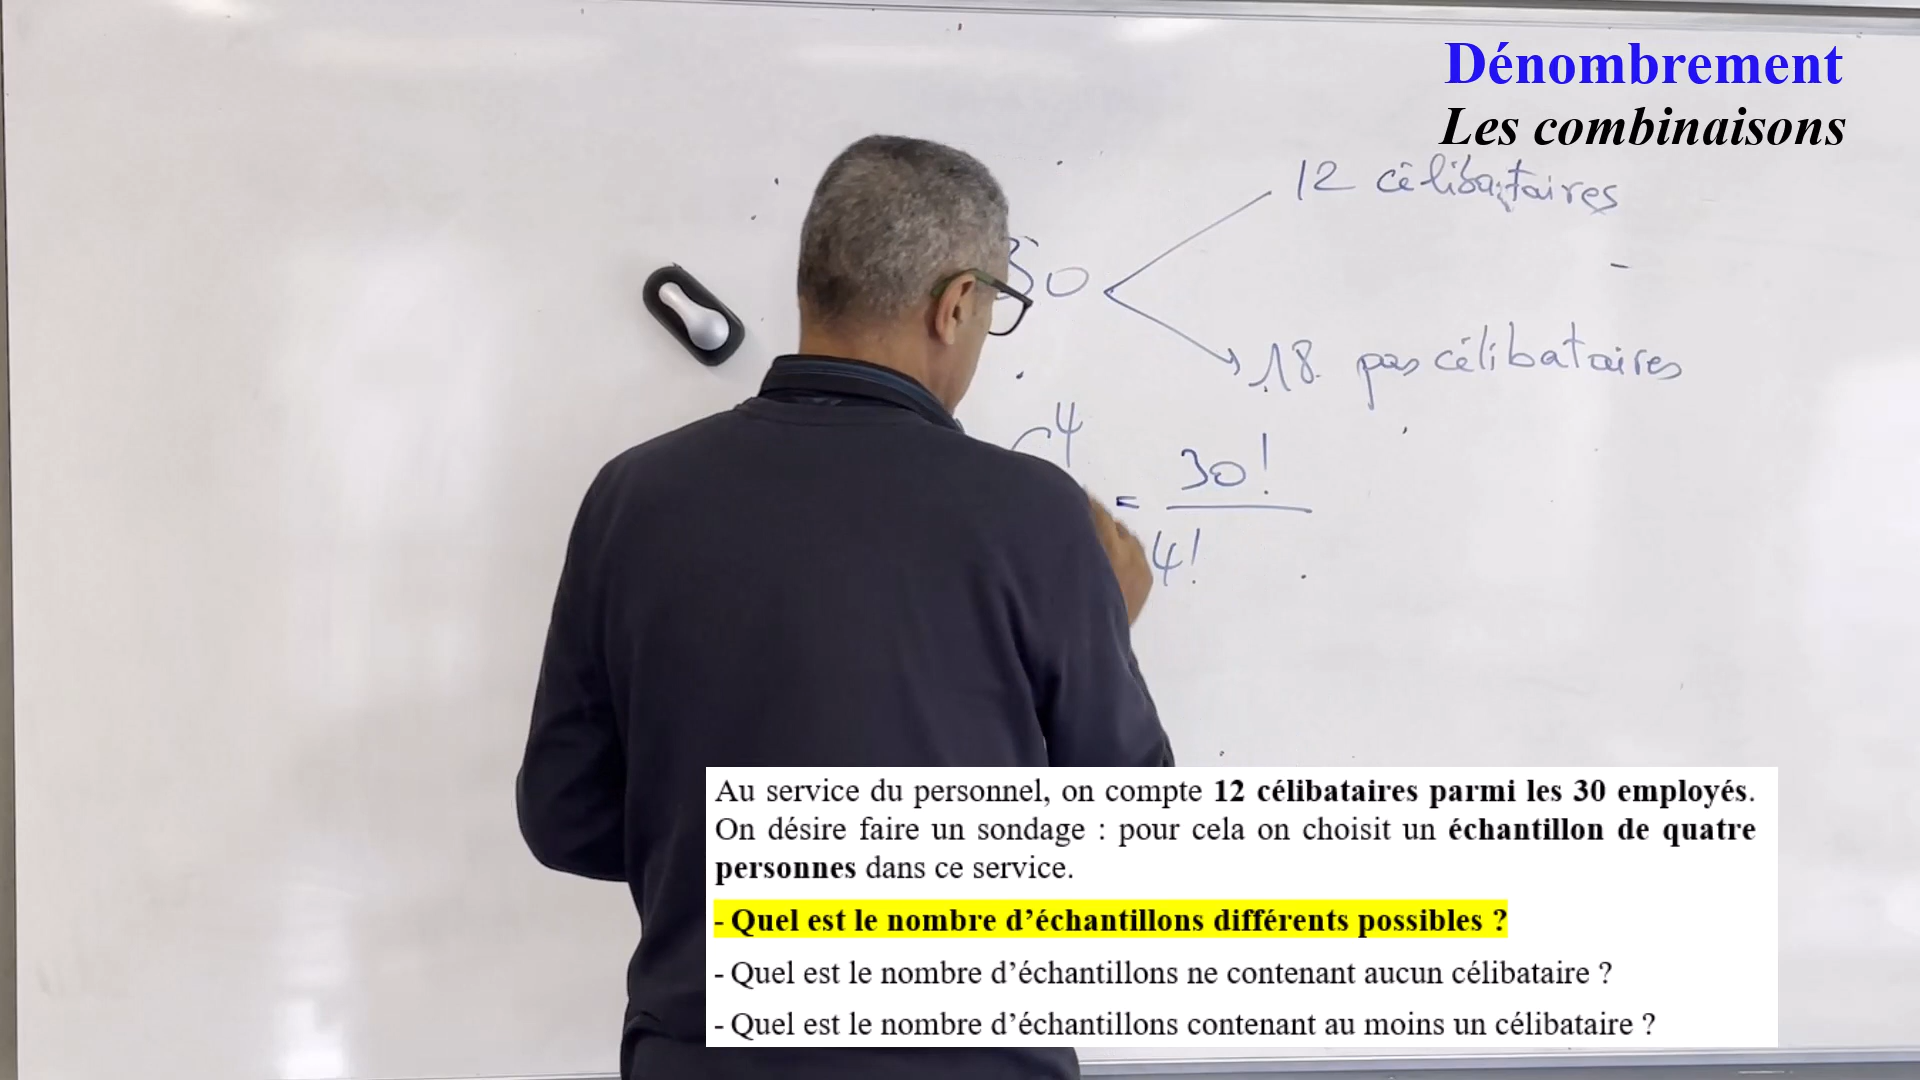 Dénombrement
Les combinaisons
12 célibataires
30
18 pas célibataires
C⁴ = 30!
4!
Au service du personnel, on compte 12 célibataires parmi les 30 employés.
On désire faire un sondage : pour cela on choisit un échantillon de quatre
personnes dans ce service.
- Quel est le nombre d’échantillons différents possibles ?
- Quel est le nombre d’échantillons ne contenant aucun célibataire ?
- Quel est le nombre d’échantillons contenant au moins un célibataire ?